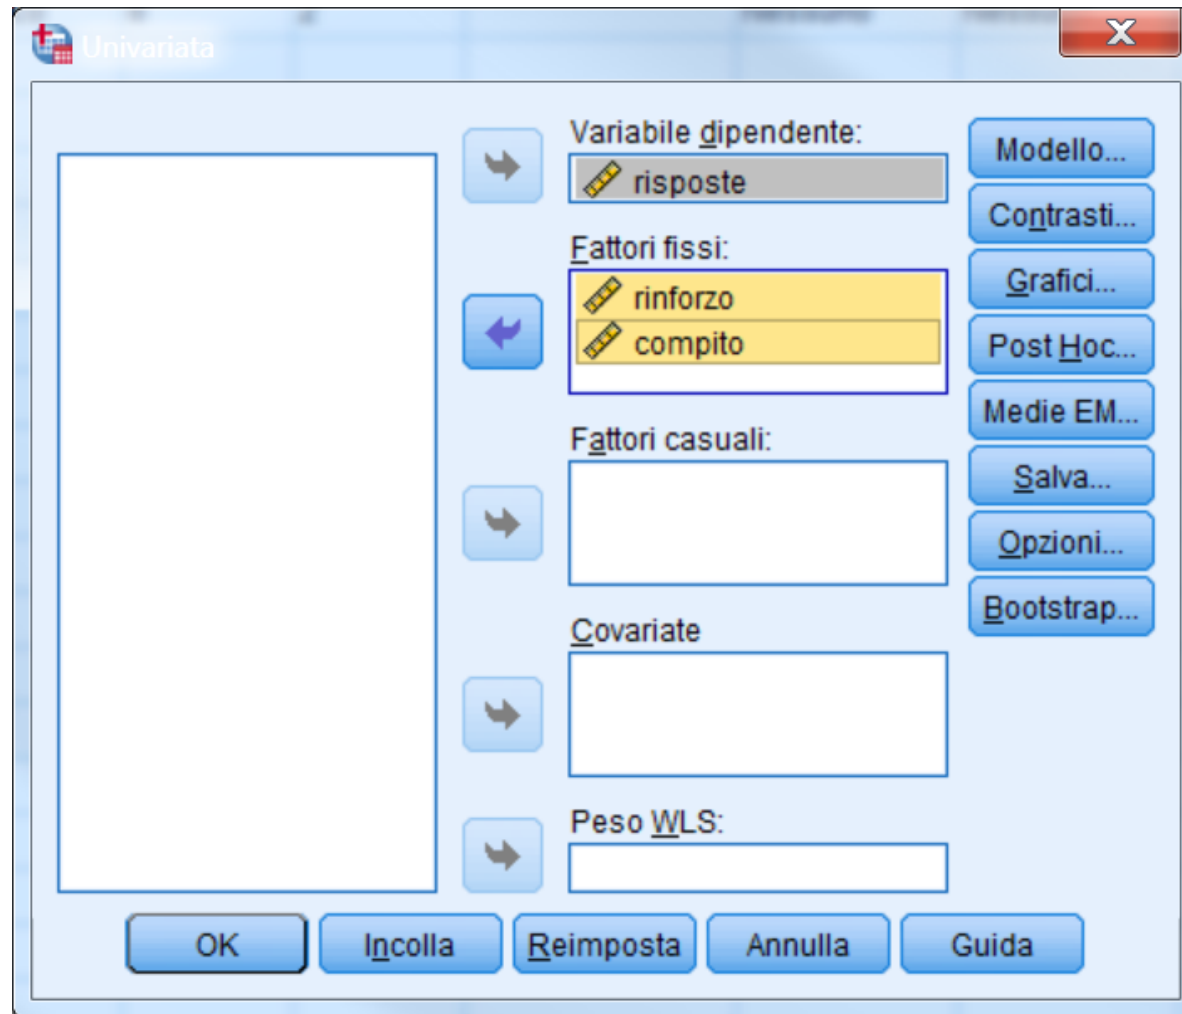 Univariata
Variabile dipendente:
risposte
Fattori fissi:
rinforzo
compito
Fattori casuali:
Covariate
Peso WLS:
Modello...
Contrasti...
Grafici...
Post Hoc...
Medie EM...
Salva...
Opzioni...
Bootstrap...
OK
Incolla
Reimposta
Annulla
Guida